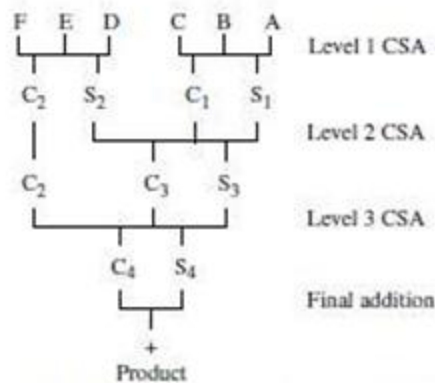 F E D C B A Level 1 CSA
C2 S2 C1 S1
Level 2 CSA
C2 C3 S3
Level 3 CSA
C4 S4
Final addition
+
Product